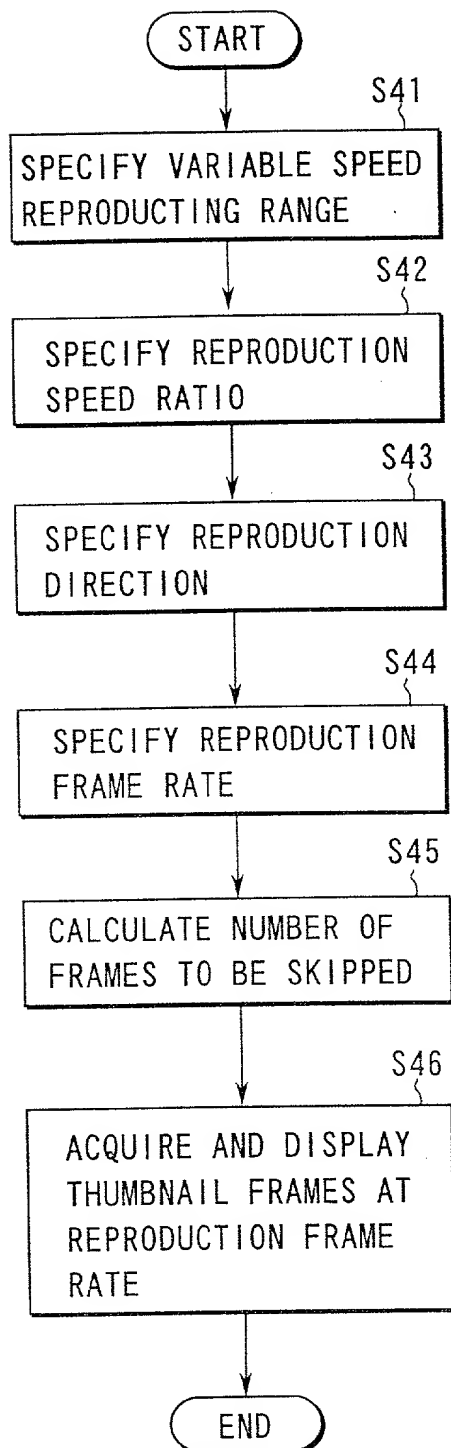 START
S41
SPECIFY VARIABLE SPEED
REPRODUCTING RANGE
S42
SPECIFY REPRODUCTION
SPEED RATIO
S43
SPECIFY REPRODUCTION
DIRECTION
S44
SPECIFY REPRODUCTION
FRAME RATE
S45
CALCULATE NUMBER OF
FRAMES TO BE SKIPPED
S46
ACQUIRE AND DISPLAY
THUMBNAIL FRAMES AT
REPRODUCTION FRAME
RATE
END